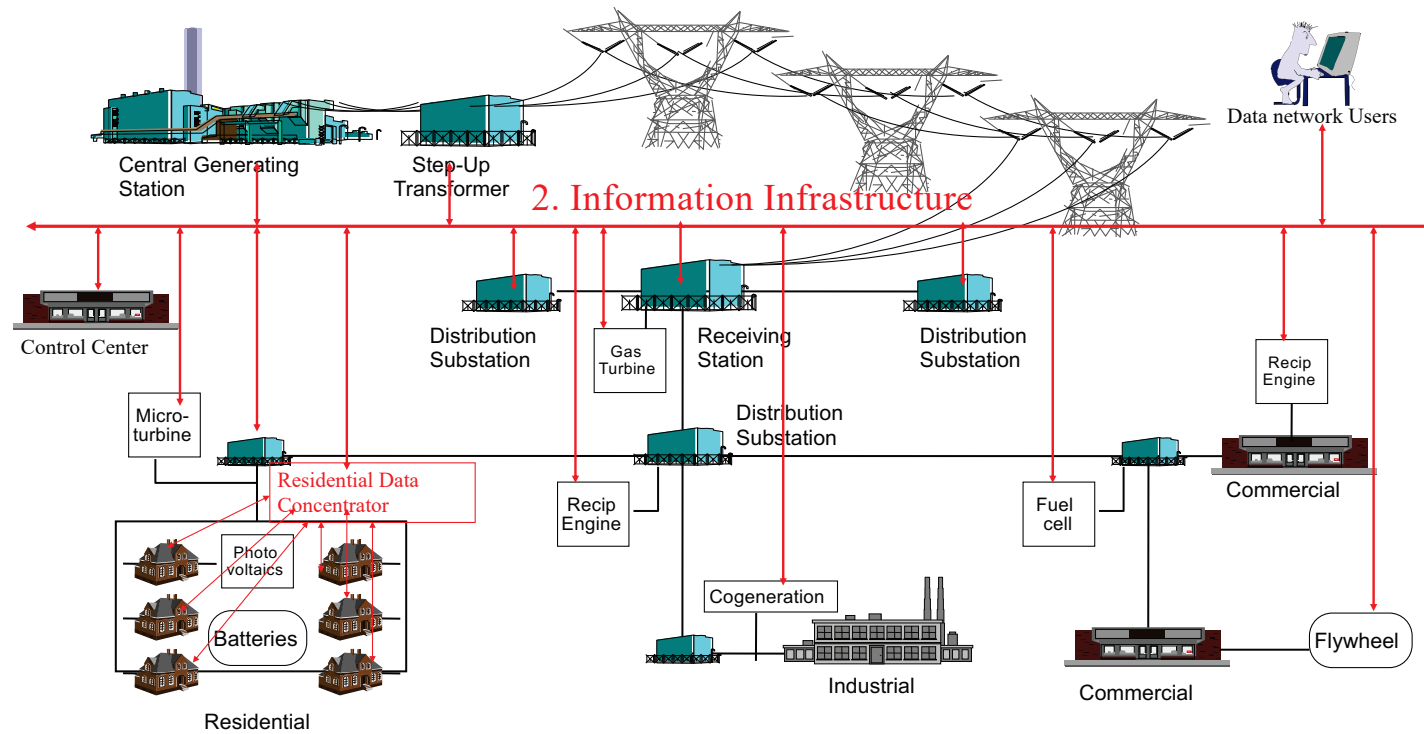 Data network Users
Central Generating
Station
Step-Up
Transformer
2. Information Infrastructure
Control Center
Distribution
Substation
Gas
Turbine
Receiving
Station
Distribution
Substation
Recip
Engine
Micro-
turbine
Distribution
Substation
Residential Data
Concentrator
Recip
Engine
Fuel
cell
Commercial
Photo
voltaics
Batteries
Cogeneration
Industrial
Commercial
Flywheel
Residential